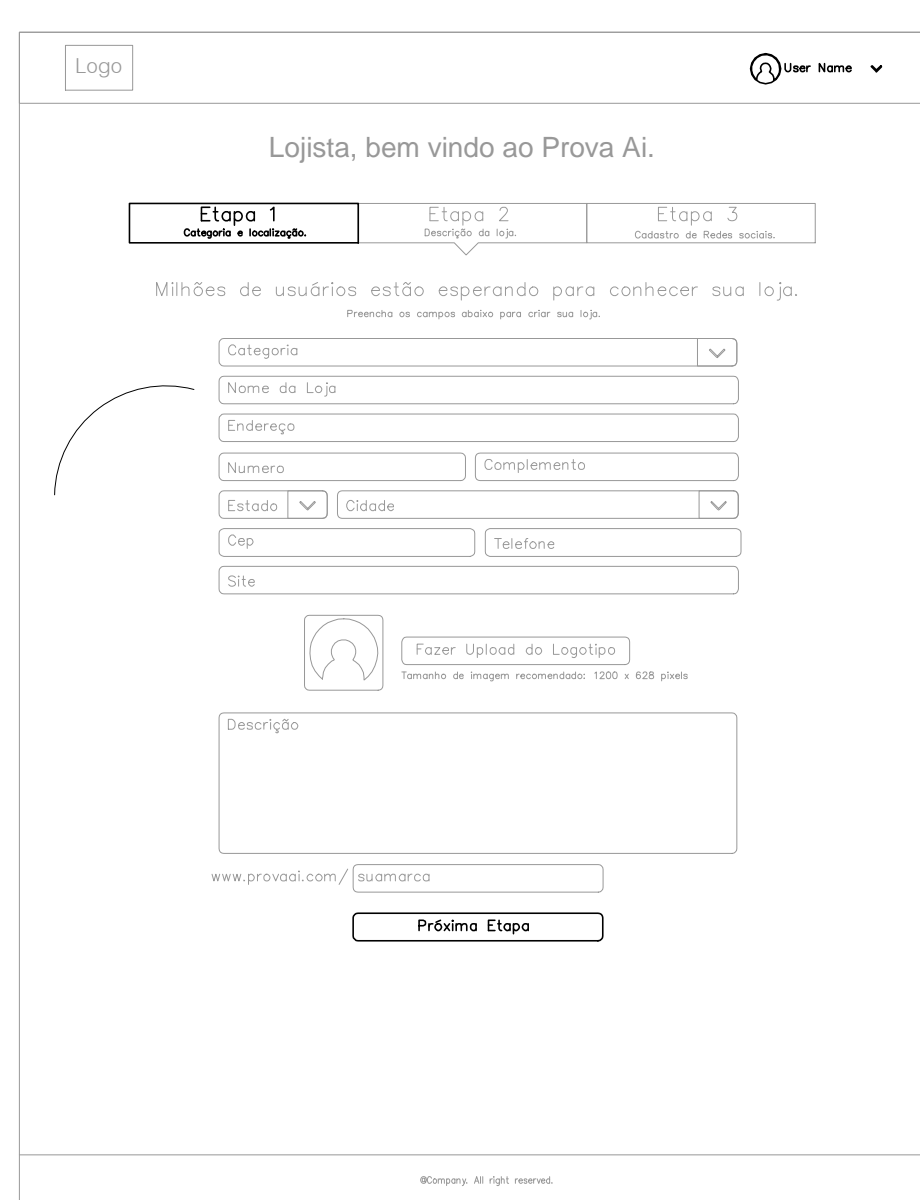 Logo
User Name
Lojista, bem vindo ao Prova Ai.
Etapa 1
Categoria e localização.
Etapa 2
Descrição da loja.
Etapa 3
Cadastro de Redes sociais.
Milhões de usuários estão esperando para conhecer sua loja.
Preencha os campos abaixo para criar sua loja.
Categoria
Nome da Loja
Endereço
Numero
Complemento
Estado
Cidade
Cep
Telefone
Site
Fazer Upload do Logotipo
Tamanho de imagem recomendado: 1200 x 628 pixels
Descrição
www.provaai.com/ suamarca
Próxima Etapa
@Company. All right reserved.